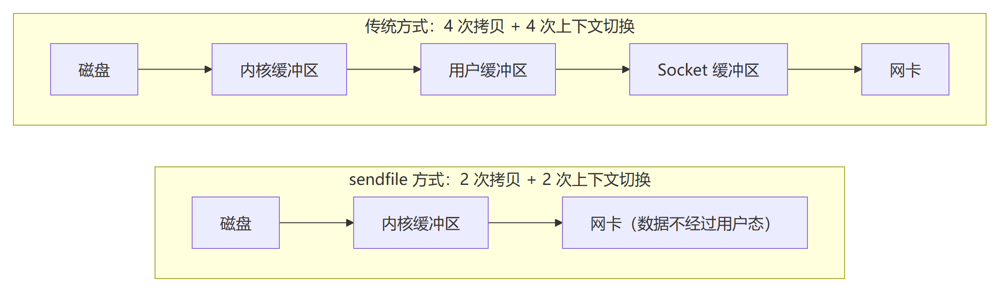 传统方式：4 次拷贝 + 4 次上下文切换
磁盘
内核缓冲区
用户缓冲区
Socket 缓冲区
网卡
sendfile 方式：2 次拷贝 + 2 次上下文切换
磁盘
内核缓冲区
网卡（数据不经过用户态）